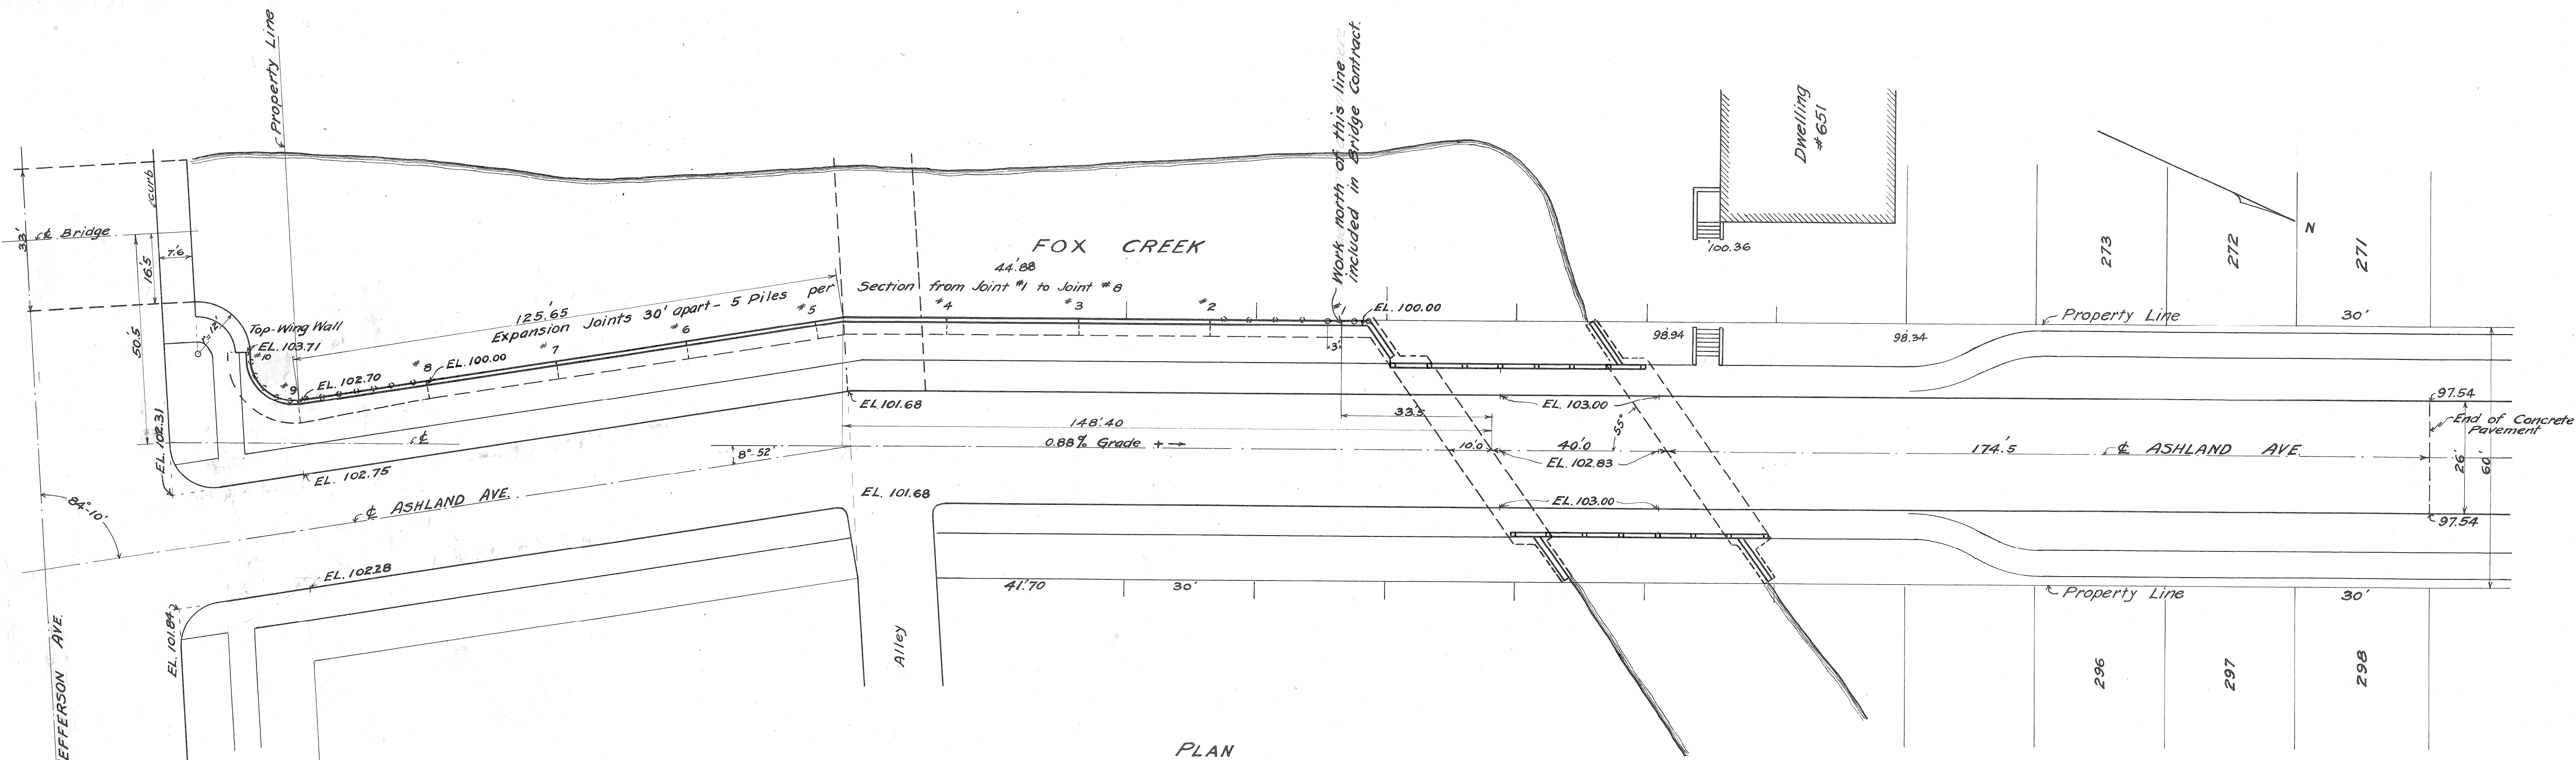 Property Line
Work north of this line
included in Bridge Contract.
Dwelling
#651
curb
33'
₵ Bridge
7'.6
16'.5
50'.5
r=12'
Top-Wing Wall
EL. 103.71
#10
#9
EL. 102.70
#8
EL. 100.00
#7
#6
#5
125'.65
Expansion Joints 30' apart - 5 Piles per Section from Joint #1 to Joint #8
FOX CREEK
44'.88
#4
#3
#2
#1
EL. 100.00
3'
100.36
98.94
98.34
273
272
271
N
Property Line
30'
97.54
End of Concrete
Pavement
EL. 102.31
₵
EL. 102.75
EL. 101.68
148'.40
33'.5
0.88% Grade + →
8°-52'
10'.0
40'.0
55°
EL. 103.00
EL. 102.83
174'.5
₵ ASHLAND AVE.
26'
60'
84°-10'
₵ ASHLAND AVE.
EL. 101.68
EL. 103.00
97.54
EL. 102.28
EL. 101.84
41'.70
30'
Property Line
30'
Alley
EFFERSON AVE.
296
297
298
PLAN